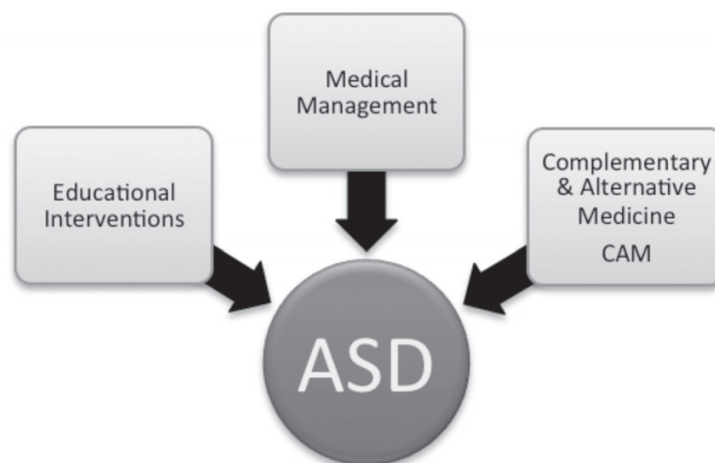 Medical
Management
Educational
Interventions
Complementary
& Alternative
Medicine
CAM
ASD